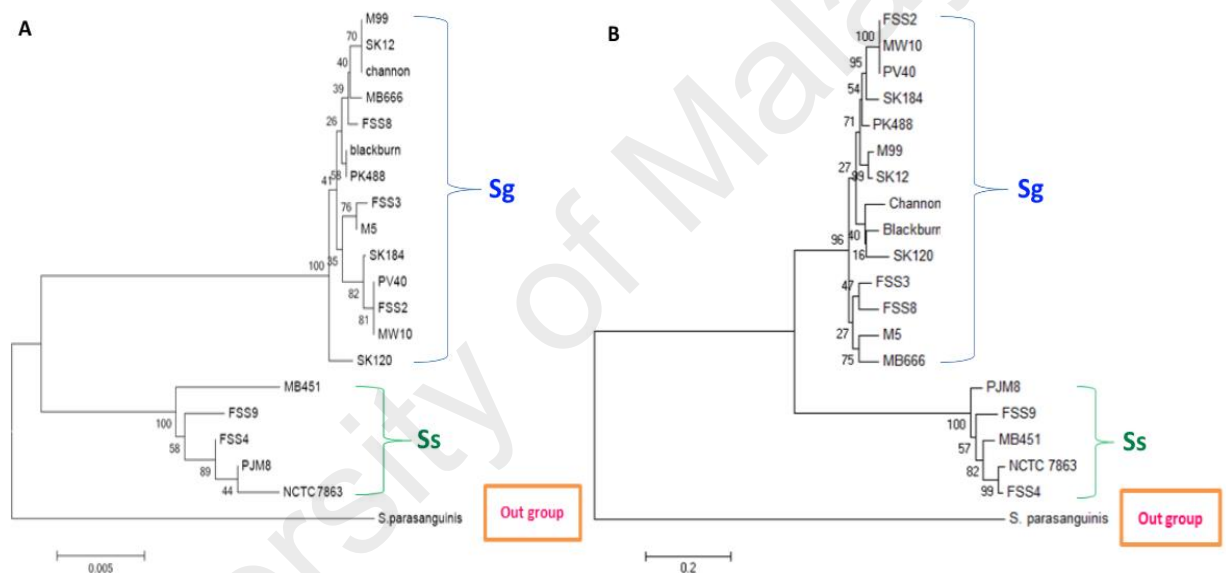 A
M99
70
SK12
40
channon
39
MB666
26
FSS8
blackburn
58
PK488
41
76
FSS3
M5
35
SK184
100
PV40
82
FSS2
81
MW10
SK120
Sg
MB451
100
FSS9
58
FSS4
89
PJM8
44
NCTC7863
Ss
S.parasanguinis
Out group
0.005
B
FSS2
100
MW10
95
PV40
54
SK184
71
PK488
M99
27
99
SK12
Channon
96
40
Blackburn
16
SK120
47
FSS3
FSS8
27
M5
75
MB666
Sg
PJM8
100
FSS9
57
MB451
82
NCTC 7863
99
FSS4
Ss
S. parasanguinis
Out group
0.2
ersity of Mala